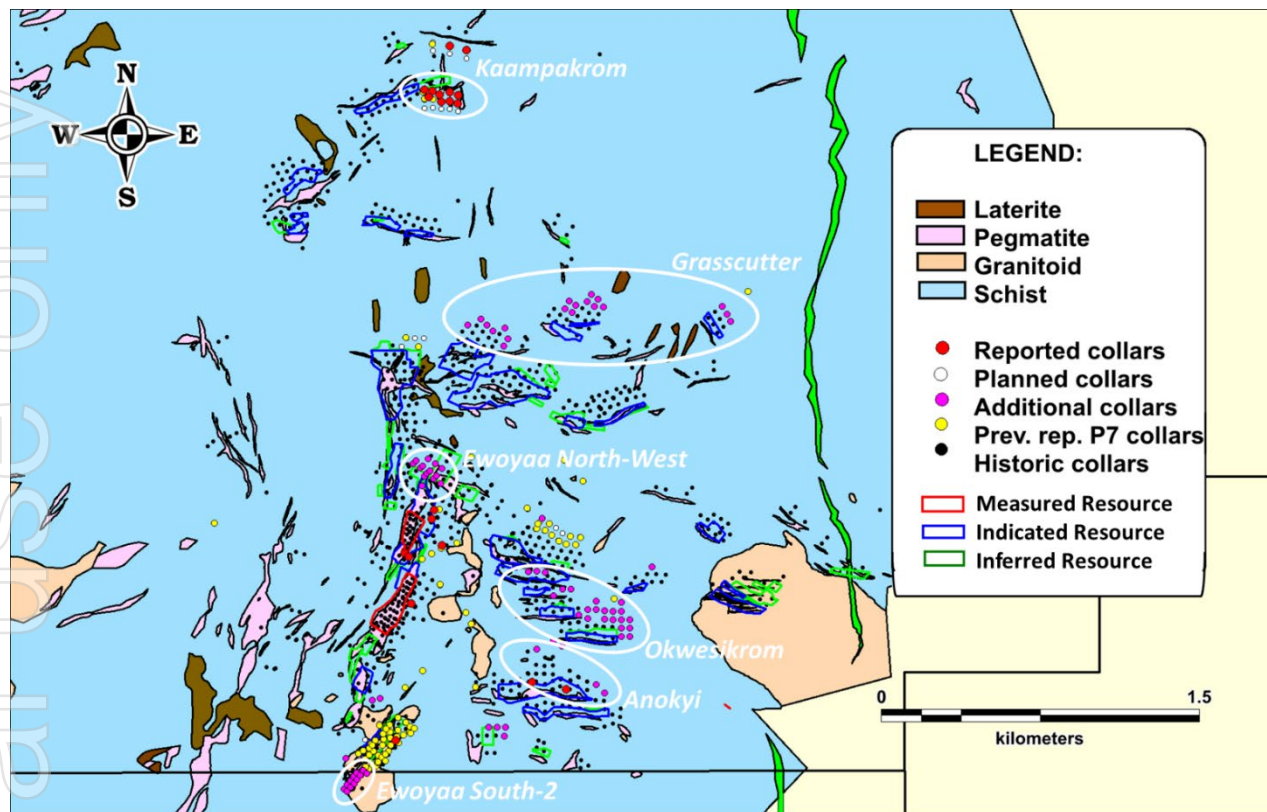 Kaampakrom
N
W
E
S
Grasscutter
Ewoyaa North-West
Okwesikrom
Anokyi
Ewoyaa South-2
LEGEND:
Laterite
Pegmatite
Granitoid
Schist
Reported collars
Planned collars
Additional collars
Prev. rep. P7 collars
Historic collars
Measured Resource
Indicated Resource
Inferred Resource
0
1.5
kilometers